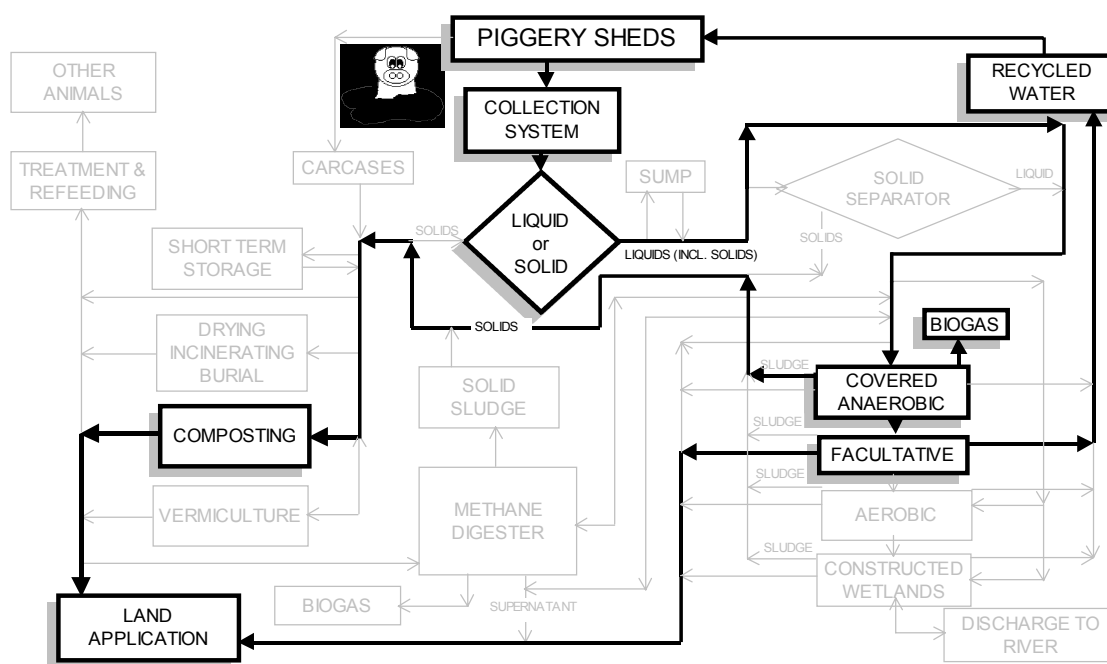 PIGGERY SHEDS
OTHER
ANIMALS
RECYCLED
WATER
COLLECTION
SYSTEM
TREATMENT &
REFEEDING
CARCASES
SUMP
SOLID
SEPARATOR
LIQUID
SOLIDS
LIQUID
or
SOLID
SOLIDS
SHORT TERM
STORAGE
LIQUIDS (INCL. SOLIDS)
SOLIDS
DRYING
INCINERATING
BURIAL
BIOGAS
SLUDGE
COVERED
ANAEROBIC
SOLID
SLUDGE
COMPOSTING
SLUDGE
FACULTATIVE
SLUDGE
VERMICULTURE
METHANE
DIGESTER
AEROBIC
SLUDGE
CONSTRUCTED
WETLANDS
BIOGAS
SUPERNATANT
LAND
APPLICATION
DISCHARGE TO
RIVER